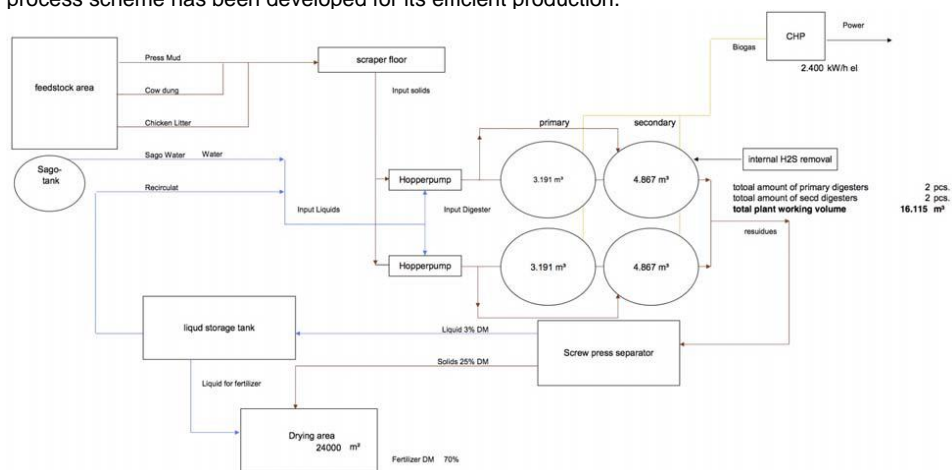 process scheme has been developed for its efficient production.
CHP
Power
Biogas
2.400 kW/h el
Press Mud
scraper floor
feedstock area
Cow dung
Input solids
Chicken Litter
primary
secondary
Sago Water Water
internal H2S removal
Sago-
tank
Hopperpump
3.191 m³
4.867 m³
Recirculat
totoal amount of primary digesters 2 pcs.
totoal amount of secd digesters 2 pcs.
total plant working volume 16.115 m³
Input Liquids
Input Digester
resuidues
Hopperpump
3.191 m³
4.867 m³
liqud storage tank
Liquid 3% DM
Screw press separator
Solids 25% DM
Liquid for fertilizer
Drying area
24000 m³
Fertilizer DM 70%